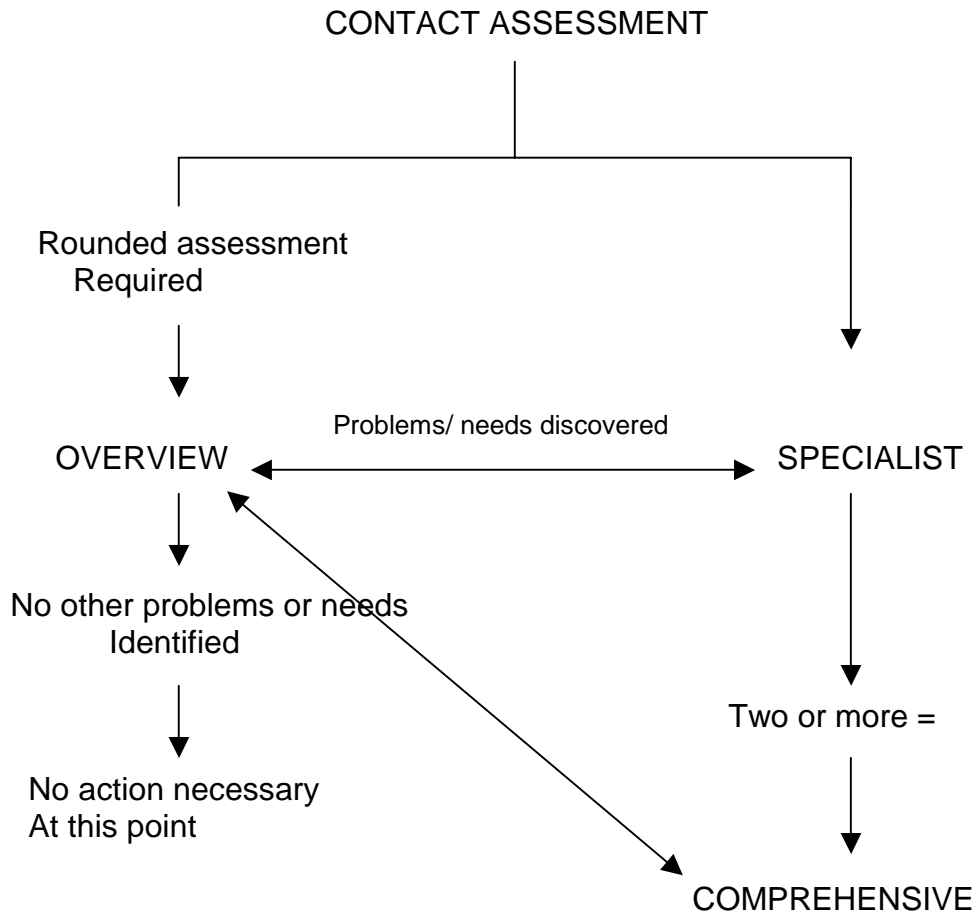 CONTACT ASSESSMENT
Rounded assessment
Required
Problems/ needs discovered
OVERVIEW
SPECIALIST
No other problems or needs
Identified
Two or more =
No action necessary
At this point
COMPREHENSIVE